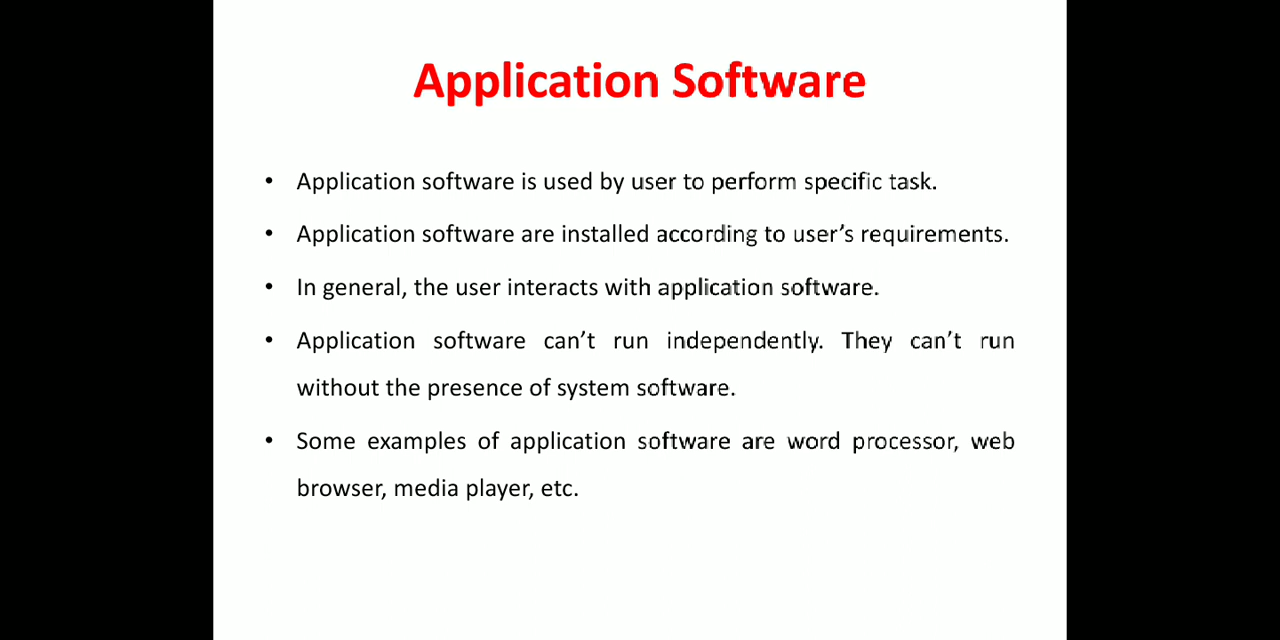 Application Software
• Application software is used by user to perform specific task.
• Application software are installed according to user’s requirements.
• In general, the user interacts with application software.
• Application software can’t run independently. They can’t run
without the presence of system software.
• Some examples of application software are word processor, web
browser, media player, etc.